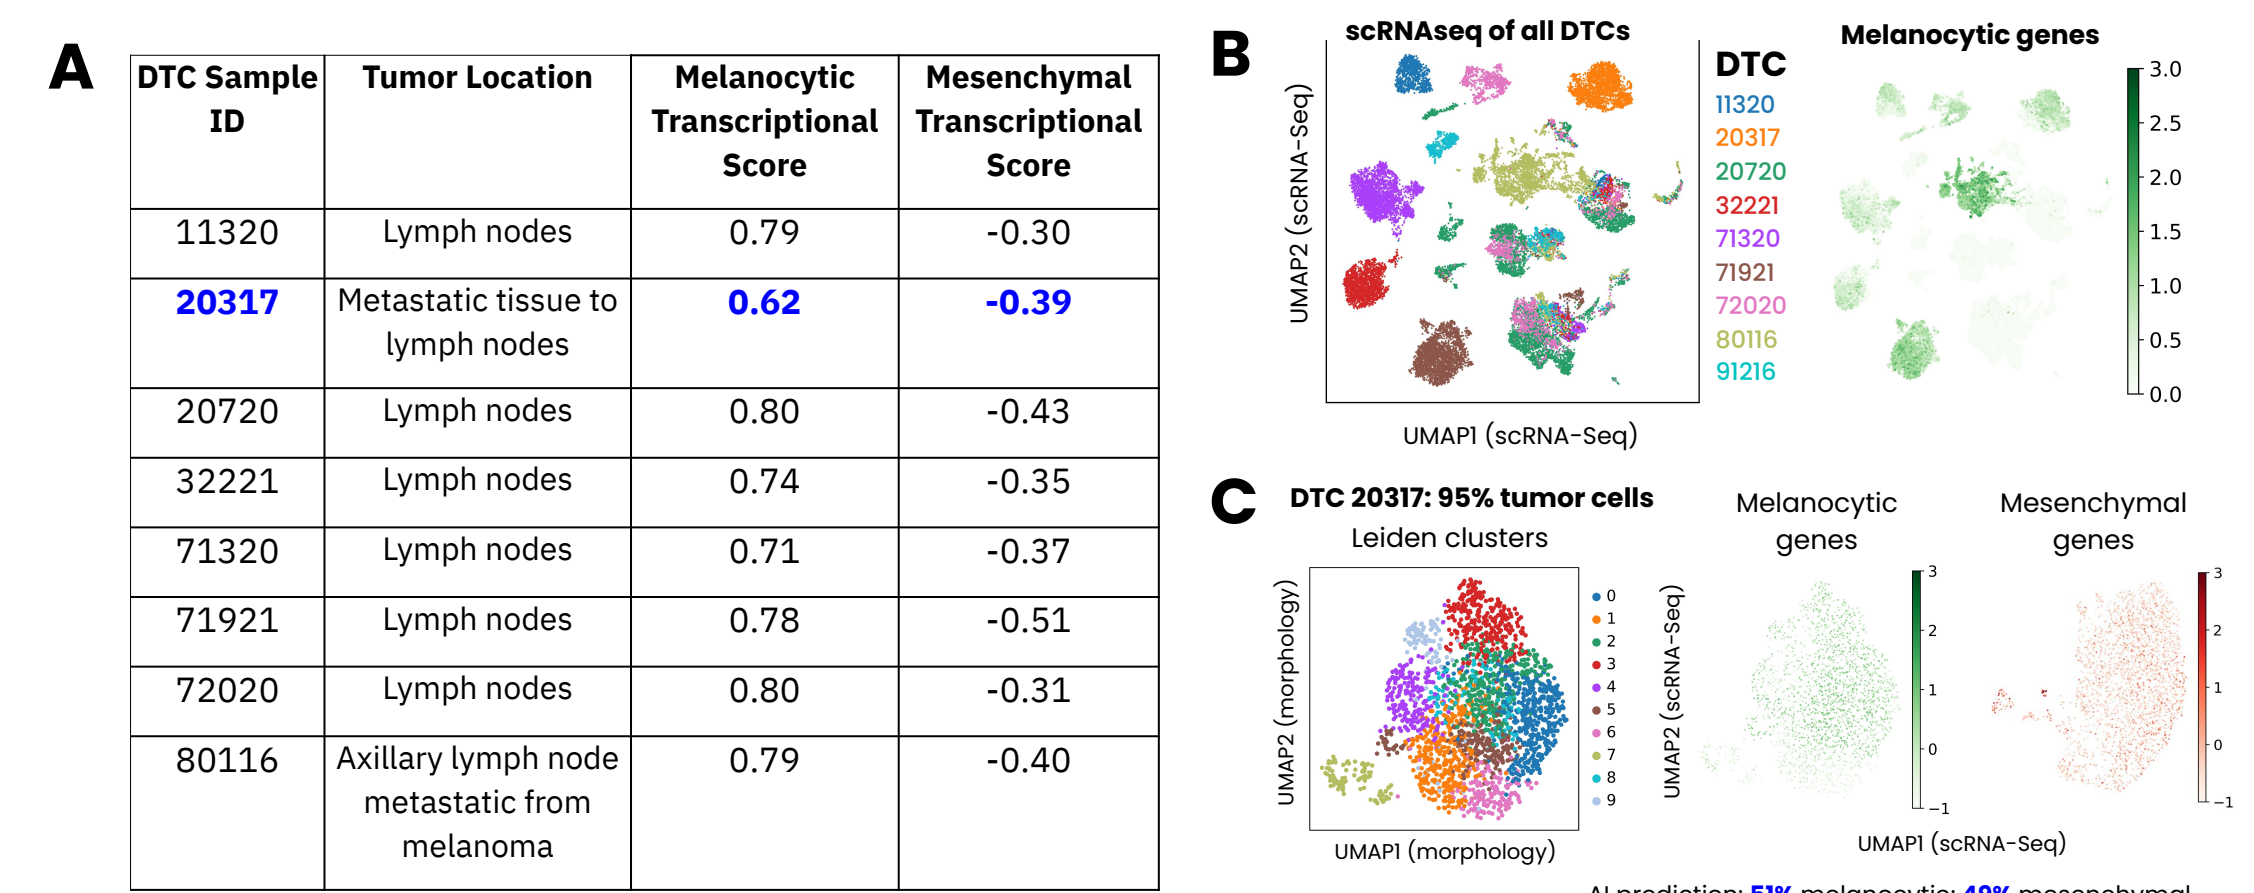 A
DTC Sample ID	Tumor Location	Melanocytic Transcriptional Score	Mesenchymal Transcriptional Score
11320	Lymph nodes	0.79	-0.30
20317	Metastatic tissue to lymph nodes	0.62	-0.39
20720	Lymph nodes	0.80	-0.43
32221	Lymph nodes	0.74	-0.35
71320	Lymph nodes	0.71	-0.37
71921	Lymph nodes	0.78	-0.51
72020	Lymph nodes	0.80	-0.31
80116	Axillary lymph node metastatic from melanoma	0.79	-0.40
B
scRNAseq of all DTCs
UMAP2 (scRNA-Seq)
UMAP1 (scRNA-Seq)
DTC
11320
20317
20720
32221
71320
71921
72020
80116
91216
Melanocytic genes
3.0
2.5
2.0
1.5
1.0
0.5
0.0
C
DTC 20317: 95% tumor cells
Leiden clusters
UMAP2 (morphology)
UMAP1 (morphology)
0
1
2
3
4
5
6
7
8
9
Melanocytic
genes
UMAP2 (scRNA-Seq)
3
2
1
0
−1
Mesenchymal
genes
3
2
1
0
−1
UMAP1 (scRNA-Seq)
AI prediction: 51% melanocytic; 49% mesenchymal